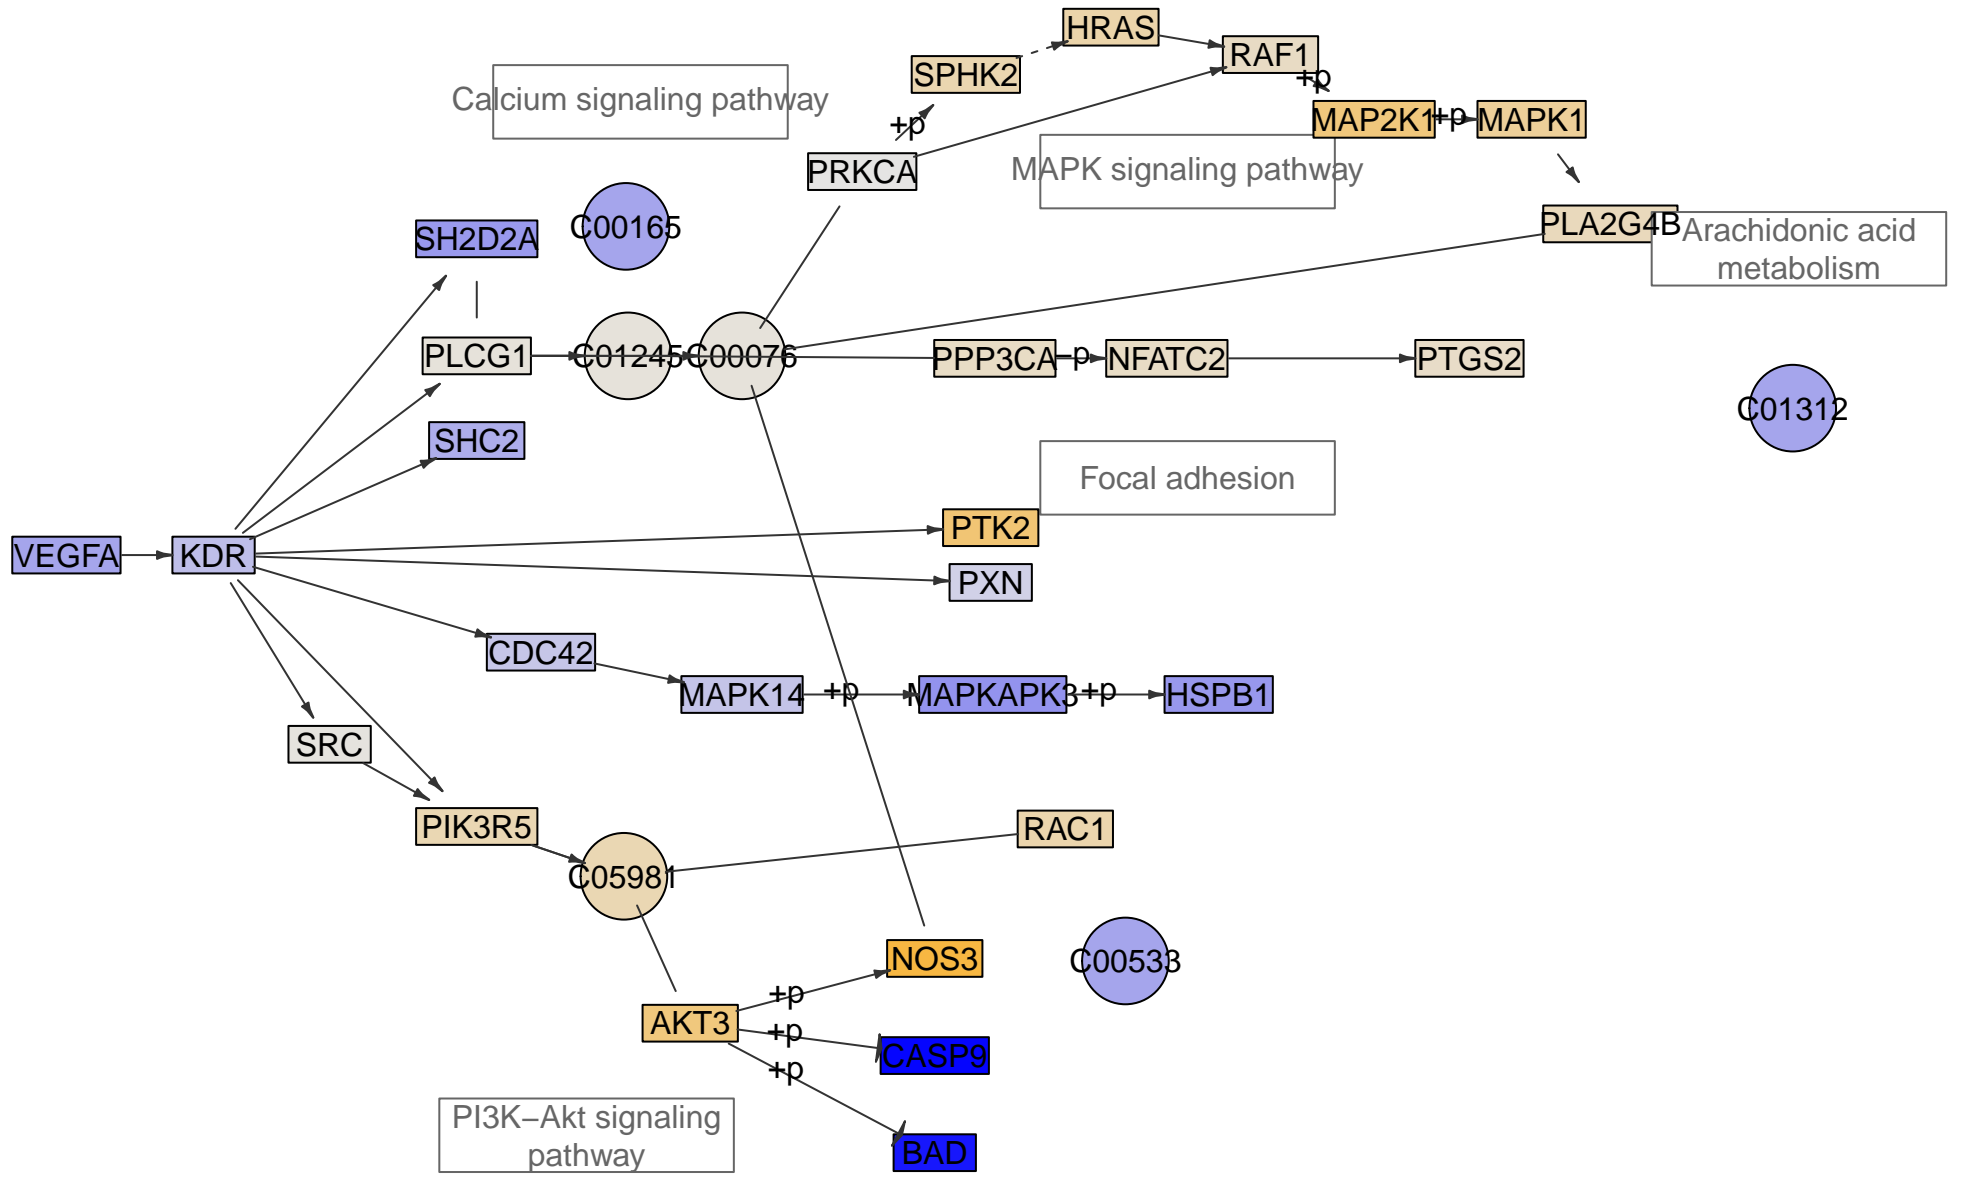 HRAS
RAF1
SPHK2
+p
Calcium signaling pathway
MAP2K1
+p
MAPK1
+p
PRKCA
MAPK signaling pathway
C00165
SH2D2A
PLA2G4B
Arachidonic acid
metabolism
PLCG1
C01245
C00076
PPP3CA
−p
NFATC2
PTGS2
C01312
SHC2
Focal adhesion
PTK2
VEGFA
KDR
PXN
CDC42
MAPK14
+p
MAPKAPK3
+p
HSPB1
SRC
PIK3R5
RAC1
C05981
NOS3
C00533
+p
AKT3
+p
CASP9
+p
PI3K−Akt signaling
pathway
BAD